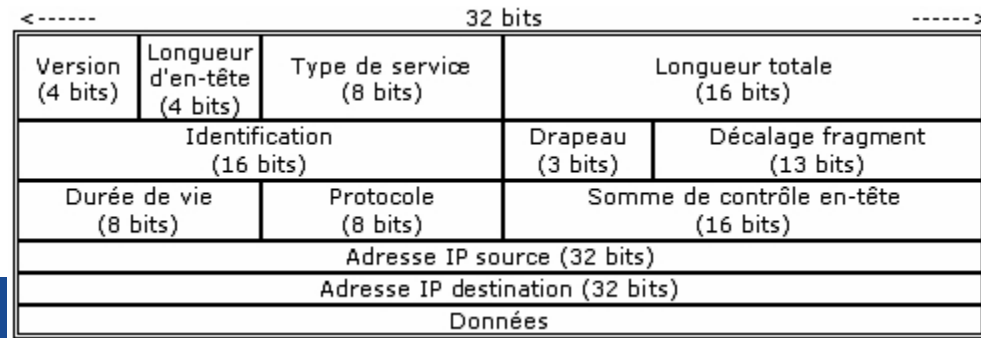 <------ 32 bits ------>
Version
(4 bits)
Longueur
d'en-tête
(4 bits)
Type de service
(8 bits)
Longueur totale
(16 bits)
Identification
(16 bits)
Drapeau
(3 bits)
Décalage fragment
(13 bits)
Durée de vie
(8 bits)
Protocole
(8 bits)
Somme de contrôle en-tête
(16 bits)
Adresse IP source (32 bits)
Adresse IP destination (32 bits)
Données